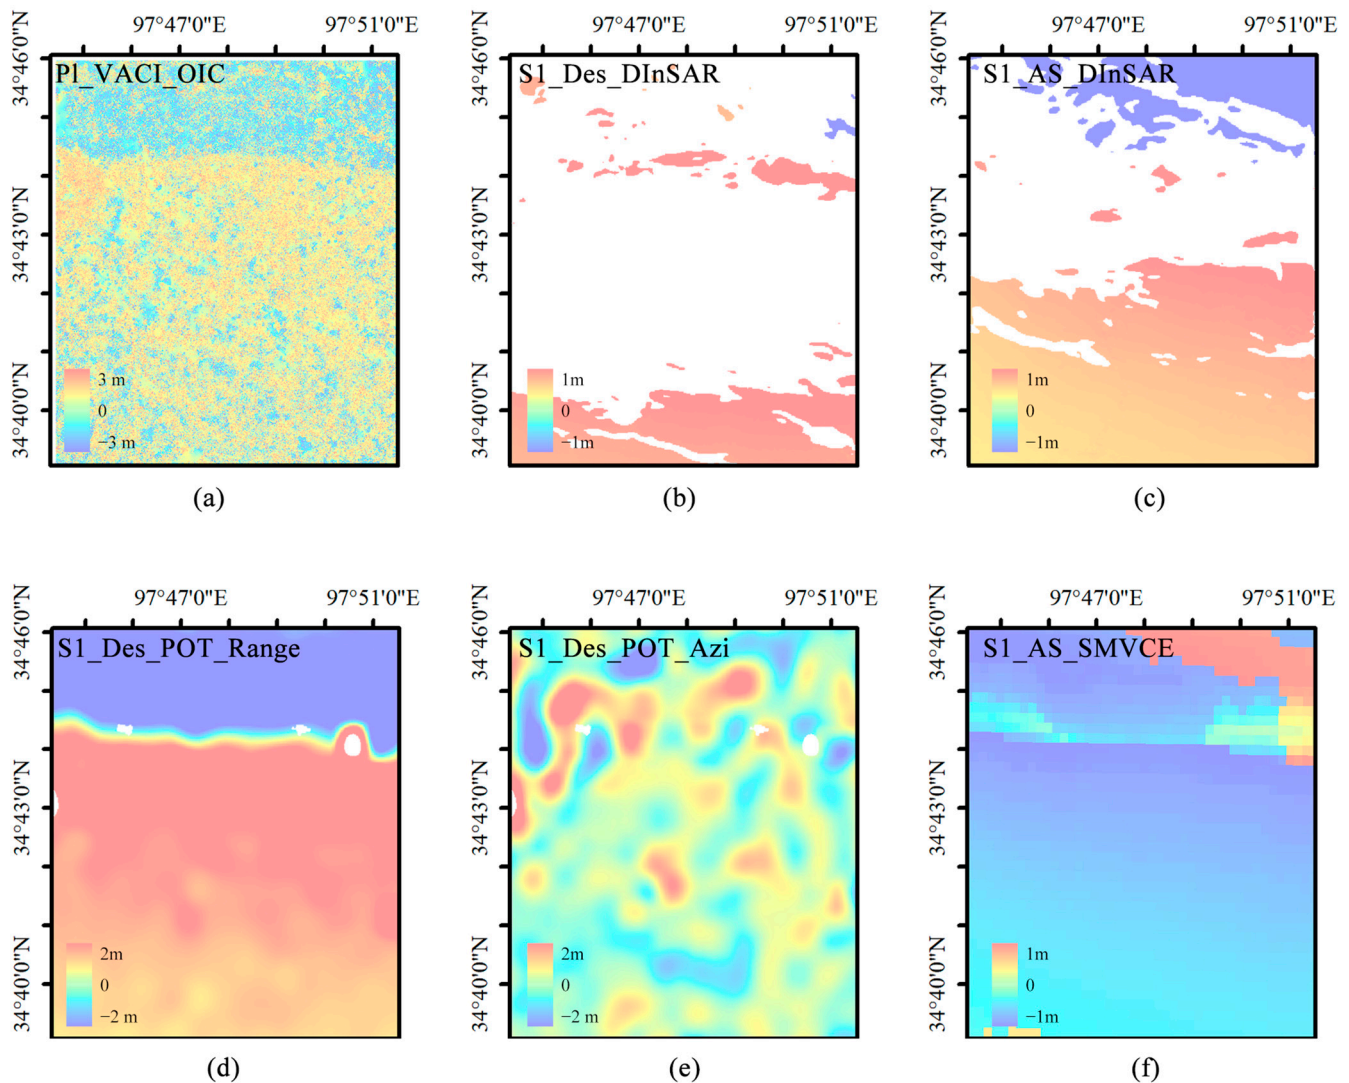 97°47'0"E 97°51'0"E 97°47'0"E 97°51'0"E 97°47'0"E 97°51'0"E
34°46'0"N
34°43'0"N
34°40'0"N
Pl_VACI_OIC
3 m
0
−3 m
(a)
34°46'0"N
34°43'0"N
34°40'0"N
S1_Des_DInSAR
1m
0
−1m
(b)
34°46'0"N
34°43'0"N
34°40'0"N
S1_AS_DInSAR
1m
0
−1m
(c)
97°47'0"E 97°51'0"E 97°47'0"E 97°51'0"E 97°47'0"E 97°51'0"E
34°46'0"N
34°43'0"N
34°40'0"N
S1_Des_POT_Range
2m
0
−2 m
(d)
34°46'0"N
34°43'0"N
34°40'0"N
S1_Des_POT_Azi
2m
0
−2 m
(e)
34°46'0"N
34°43'0"N
34°40'0"N
S1_AS_SMVCE
1m
0
−1m
(f)